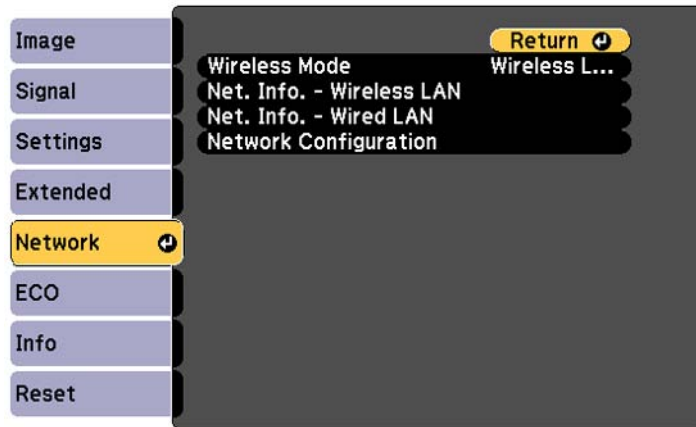 Image
Signal
Settings
Extended
Network
ECO
Info
Reset
Return
Wireless Mode Wireless L...
Net. Info. - Wireless LAN
Net. Info. - Wired LAN
Network Configuration